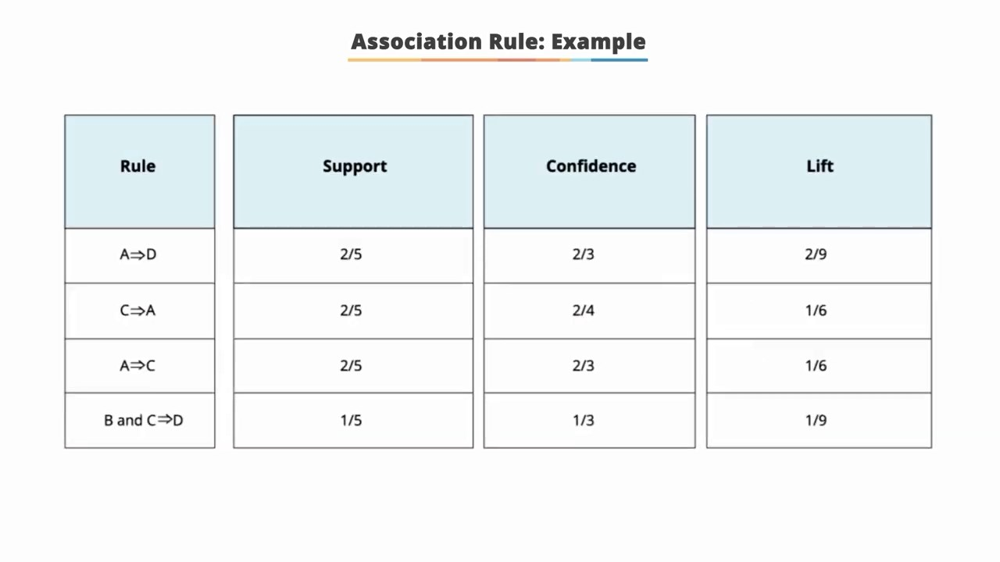 Association Rule: Example
Rule Support Confidence Lift
A⇒D 2/5 2/3 2/9
C⇒A 2/5 2/4 1/6
A⇒C 2/5 2/3 1/6
B and C⇒D 1/5 1/3 1/9